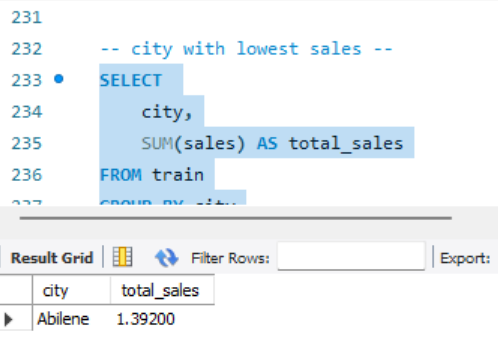 231
232 -- city with lowest sales --
233 SELECT
234 city,
235 SUM(sales) AS total_sales
236 FROM train
237 GROUP BY city
Result Grid Filter Rows: Export:
city total_sales
Abilene 1.39200